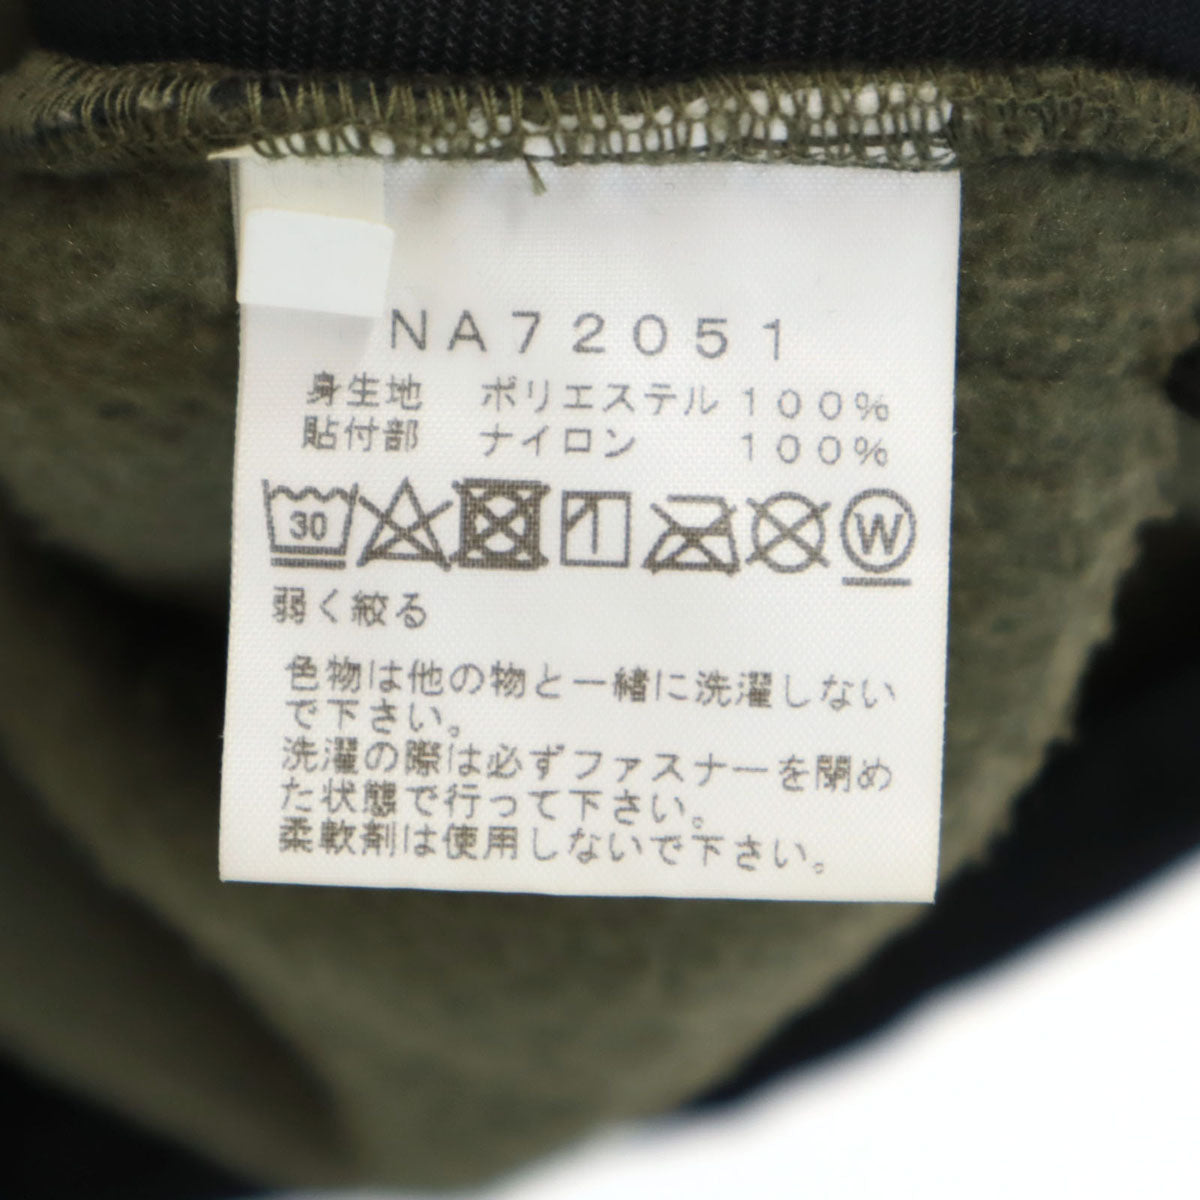 NA72051
身生地 ポリエステル 100%
貼付部 ナイロン 100%
30 W
弱く絞る
色物は他の物と一緒に洗濯しない
で下さい。
洗濯の際は必ずファスナーを閉め
た状態で行って下さい。
柔軟剤は使用しないで下さい。